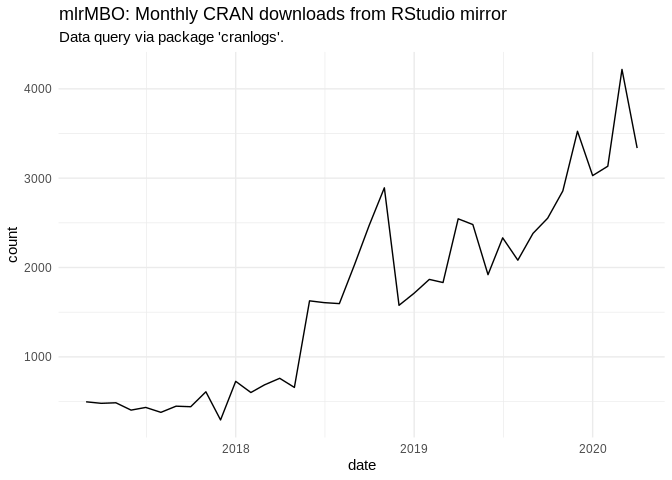 mlrMBO: Monthly CRAN downloads from RStudio mirror
Data query via package 'cranlogs'.
4000
3000
2000
1000
count
2018 2019 2020
date